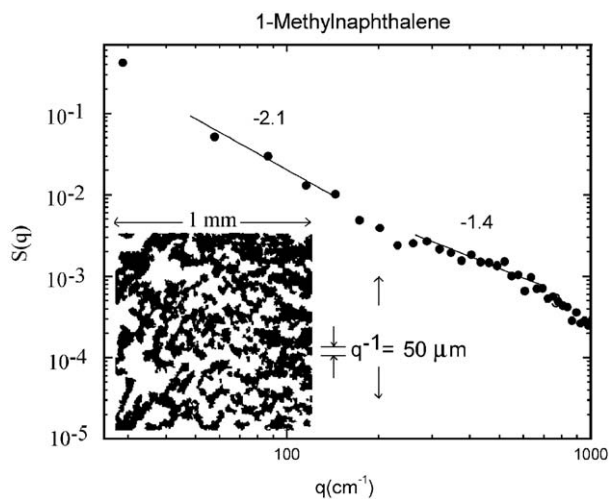 1-Methylnaphthalene
10⁻¹
-2.1
10⁻²
1 mm
-1.4
S(q)
10⁻³
q⁻¹ = 50 μm
10⁻⁴
10⁻⁵
100
1000
q(cm⁻¹)